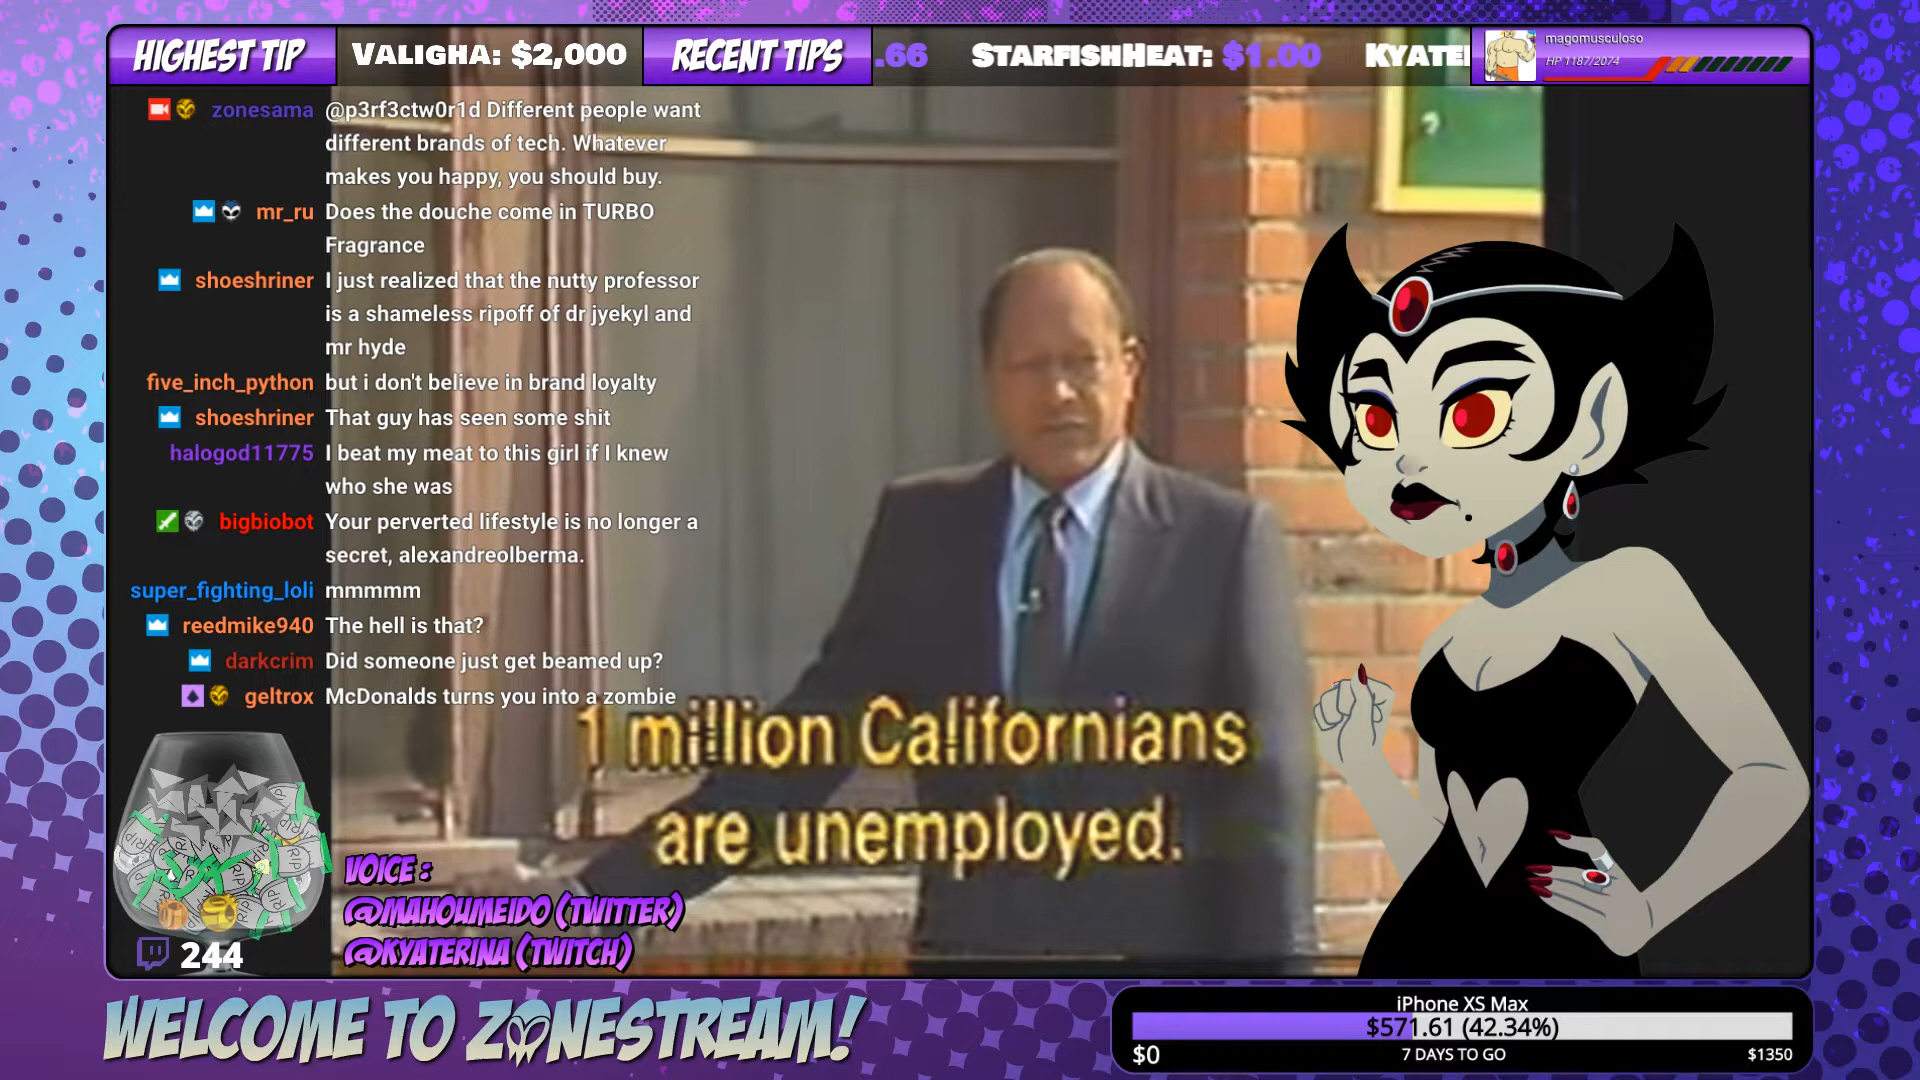 HIGHEST TIP
VALIGHA: $2,000
RECENT TIPS
.66 STARFISHHEAT: $1.00 KYATE
magomusculoso
HP 1187/2074
zonesama @p3rf3ctw0r1d Different people want
different brands of tech. Whatever
makes you happy, you should buy.
mr_ru Does the douche come in TURBO
Fragrance
shoeshriner I just realized that the nutty professor
is a shameless ripoff of dr jyekyl and
mr hyde
five_inch_python but i don't believe in brand loyalty
shoeshriner That guy has seen some shit
halogod11775 I beat my meat to this girl if I knew
who she was
bigbiobot Your perverted lifestyle is no longer a
secret, alexandreolberma.
super_fighting_loli mmmmm
reedmike940 The hell is that?
darkcrim Did someone just get beamed up?
geltrox McDonalds turns you into a zombie
1 million Californians
are unemployed.
VOICE :
@MAHOUMEIDO (TWITTER)
@KYATERINA (TWITCH)
244
WELCOME TO ZONESTREAM!
iPhone XS Max
$571.61 (42.34%)
$0 7 DAYS TO GO $1350